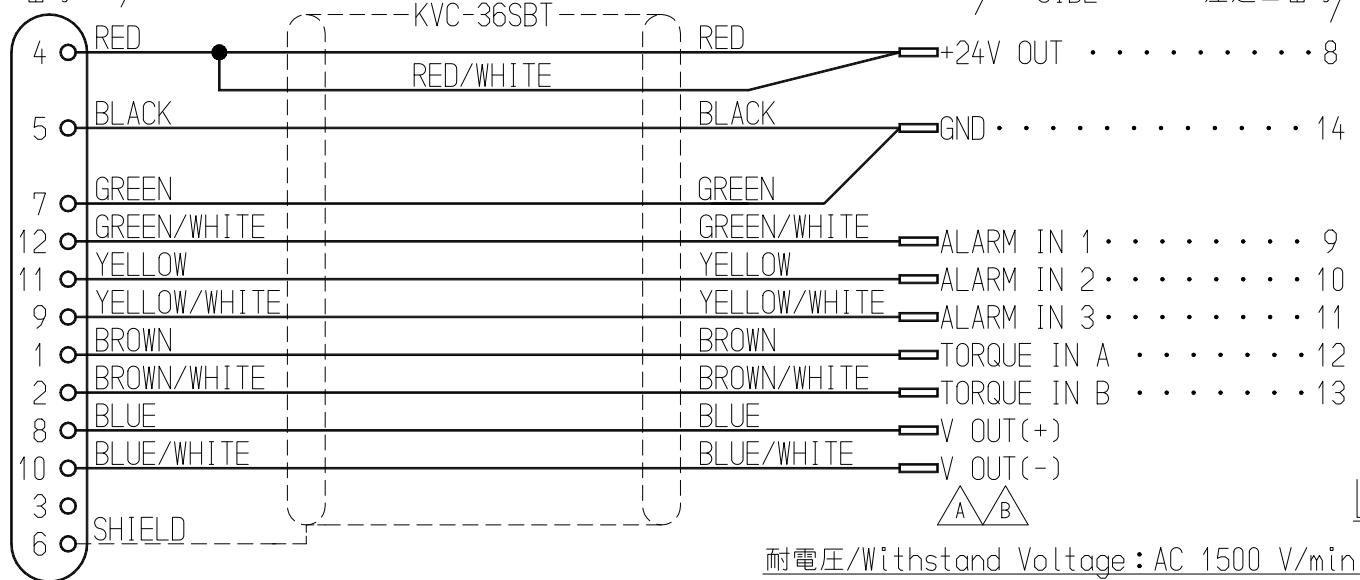 KVC-36SBT
4 RED RED +24V OUT 8
RED/WHITE
5 BLACK BLACK GND 14
7 GREEN GREEN
12 GREEN/WHITE GREEN/WHITE ALARM IN 1 9
11 YELLOW YELLOW ALARM IN 2 10
9 YELLOW/WHITE YELLOW/WHITE ALARM IN 3 11
1 BROWN BROWN TORQUE IN A 12
2 BROWN/WHITE BROWN/WHITE TORQUE IN B 13
8 BLUE BLUE V OUT(+)
10 BLUE/WHITE BLUE/WHITE V OUT(-)
3
A B
6 SHIELD
耐電圧/Withstand Voltage:AC 1500 V/min